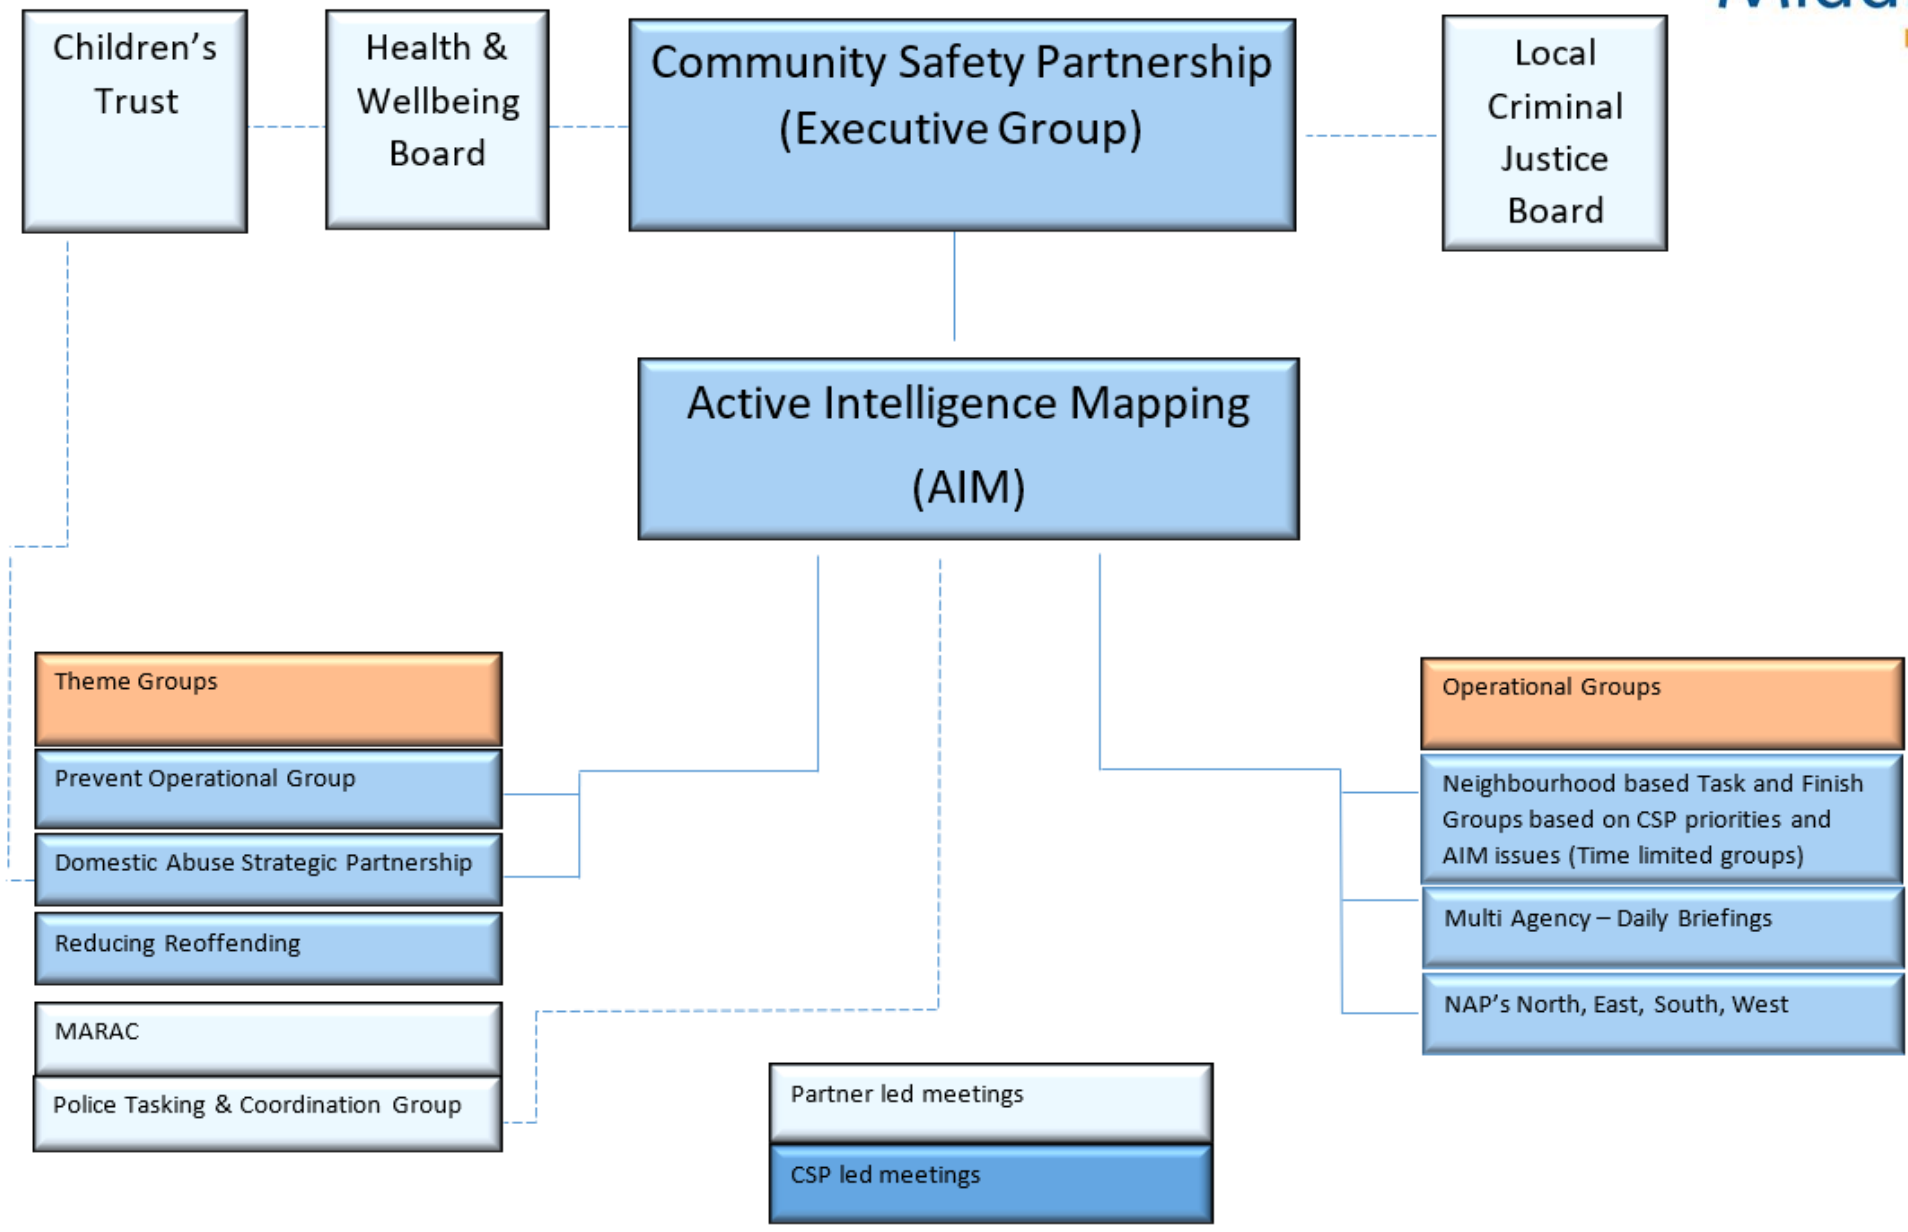 Children’s
Trust
Health &
Wellbeing
Board
Community Safety Partnership
(Executive Group)
Local
Criminal
Justice
Board
Active Intelligence Mapping
(AIM)
Theme Groups
Prevent Operational Group
Domestic Abuse Strategic Partnership
Reducing Reoffending
MARAC
Police Tasking & Coordination Group
Operational Groups
Neighbourhood based Task and Finish
Groups based on CSP priorities and
AIM issues (Time limited groups)
Multi Agency – Daily Briefings
NAP’s North, East, South, West
Partner led meetings
CSP led meetings